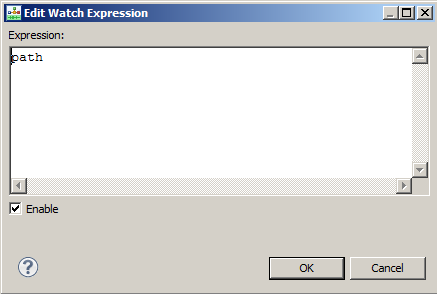 Edit Watch Expression
Expression:
path
Enable
?
OK
Cancel